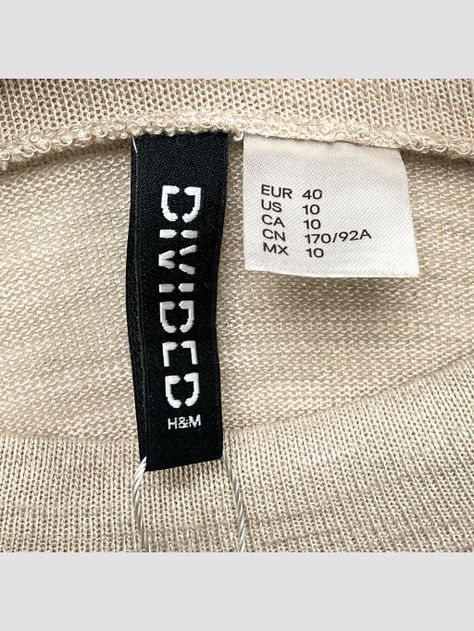 DIVIDED
H&M
EUR 40
US 10
CA 10
CN 170/92A
MX 10